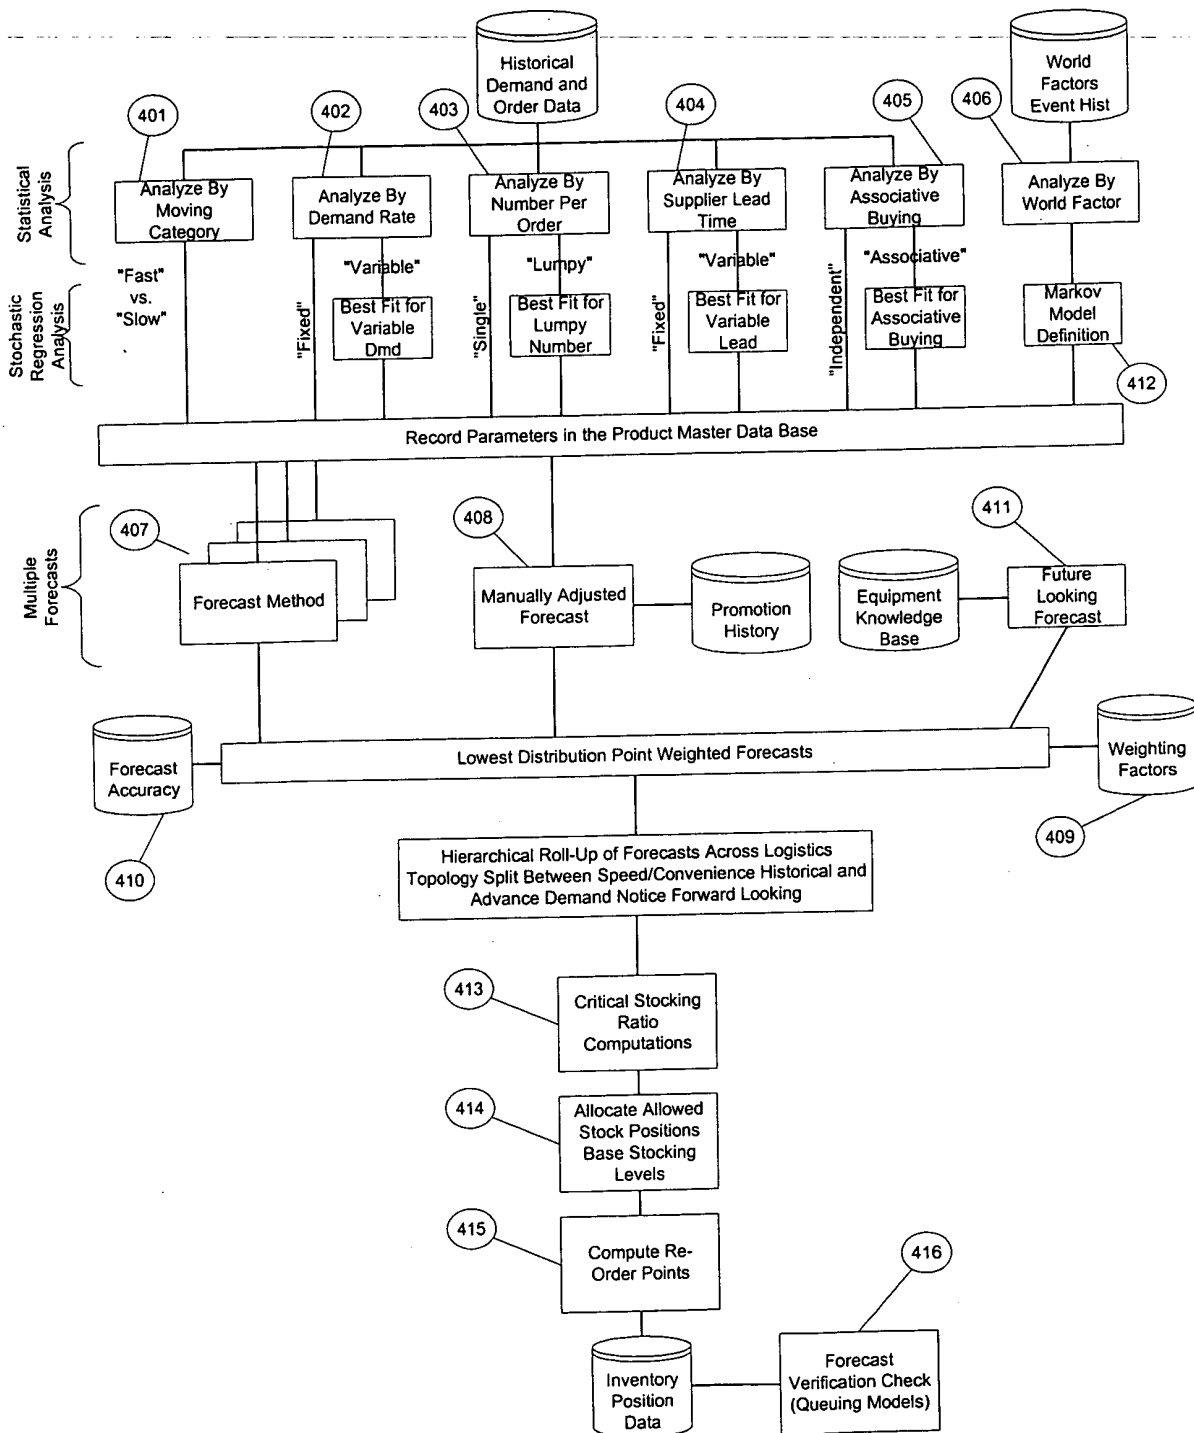 Historical
Demand and
Order Data
World
Factors
Event Hist
401
402
403
404
405
406
Statistical
Analysis
Analyze By
Moving
Category
Analyze By
Demand Rate
Analyze By
Number Per
Order
Analyze By
Supplier Lead
Time
Analyze By
Associative
Buying
Analyze By
World Factor
Stochastic
Regression
Analysis
"Fast"
vs.
"Slow"
"Fixed"
"Variable"
Best Fit for
Variable
Dmd
"Single"
"Lumpy"
Best Fit for
Lumpy
Number
"Fixed"
"Variable"
Best Fit for
Variable
Lead
"Independent"
"Associative"
Best Fit for
Associative
Buying
Markov
Model
Definition
412
Record Parameters in the Product Master Data Base
Multiple
Forecasts
407
Forecast Method
408
Manually Adjusted
Forecast
Promotion
History
Equipment
Knowledge
Base
411
Future
Looking
Forecast
Forecast
Accuracy
410
Lowest Distribution Point Weighted Forecasts
Weighting
Factors
409
Hierarchical Roll-Up of Forecasts Across Logistics
Topology Split Between Speed/Convenience Historical and
Advance Demand Notice Forward Looking
413
Critical Stocking
Ratio
Computations
414
Allocate Allowed
Stock Positions
Base Stocking
Levels
415
Compute Re-
Order Points
416
Inventory
Position
Data
Forecast
Verification Check
(Queuing Models)